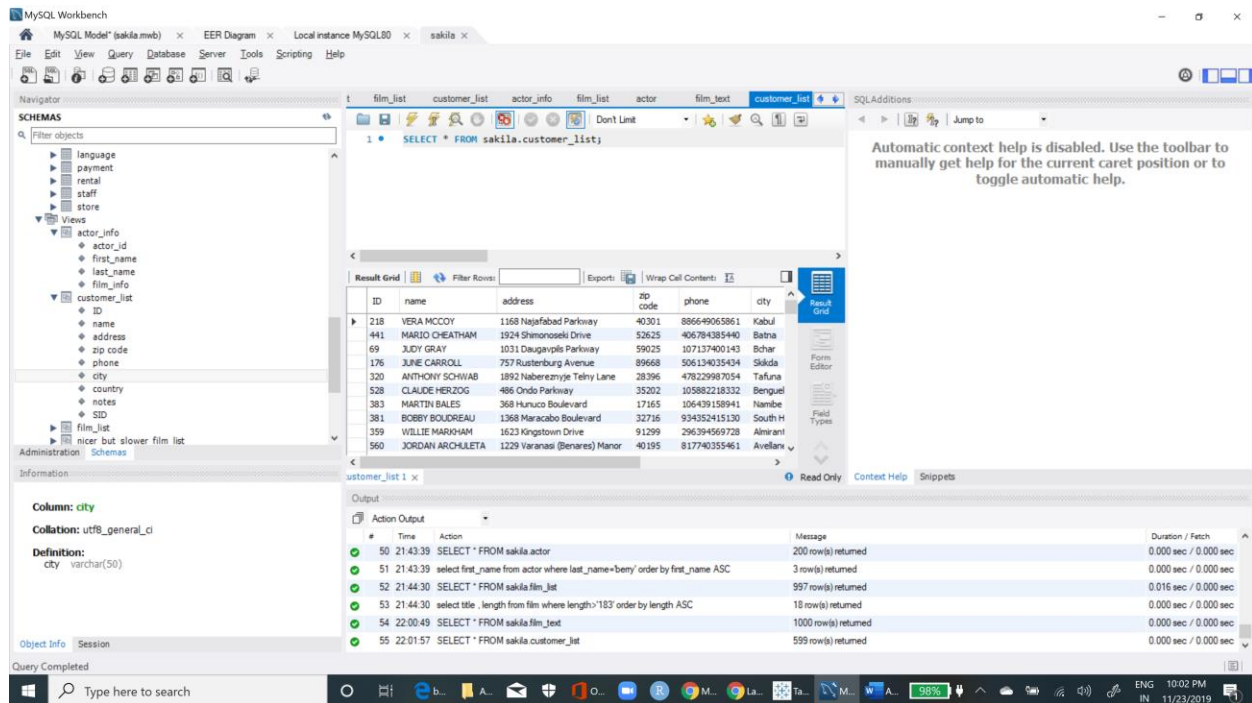 MySQL Workbench
MySQL Model* (sakila.mwb) × EER Diagram × Local instance MySQL80 × sakila ×
File Edit View Query Database Server Tools Scripting Help
Navigator
SCHEMAS
Filter objects
language
payment
rental
staff
store
Views
actor_info
actor_id
first_name
last_name
film_info
customer_list
ID
name
address
zip code
phone
city
country
notes
SID
film_list
nicer but slower film list
Administration Schemas
Information
Column: city
Collation: utf8_general_ci
Definition:
city varchar(50)
Object Info Session
Query Completed
t film_list customer_list actor_info film_list actor film_text customer_list
Don't Limit
1 SELECT * FROM sakila.customer_list;
Result Grid Filter Rows: Export: Wrap Cell Content:
ID name address zip code phone city
218 VERA MCCOY 1168 Najafabad Parkway 40301 886649065861 Kabul
441 MARIO CHEATHAM 1924 Shimonoseki Drive 52625 406784385440 Batna
69 JUDY GRAY 1031 Daugavpils Parkway 59025 107137400143 Bchar
176 JUNE CARROLL 757 Rustenburg Avenue 89668 506134035434 Skikda
320 ANTHONY SCHWAB 1892 Nabereznyje Telny Lane 28396 478229987054 Tafuna
528 CLAUDE HERZOG 486 Ondo Parkway 35202 105882218332 Benguel
383 MARTIN BALES 368 Hunuco Boulevard 17165 106439158941 Namibe
381 BOBBY BOUDREAU 1368 Maracabo Boulevard 32716 934352415130 South H
359 WILLIE MARKHAM 1623 Kingstown Drive 91299 296394569728 Almirant
560 JORDAN ARCHULETA 1229 Varanasi (Benares) Manor 40195 817740355461 Avellane
Result Grid
Form Editor
Field Types
ustomer_list 1 × Read Only
SQLAdditions
Jump to
Automatic context help is disabled. Use the toolbar to
manually get help for the current caret position or to
toggle automatic help.
Context Help Snippets
Output
Action Output
# Time Action Message Duration / Fetch
50 21:43:39 SELECT * FROM sakila.actor 200 row(s) returned 0.000 sec / 0.000 sec
51 21:43:39 select first_name from actor where last_name='berry' order by first_name ASC 3 row(s) returned 0.000 sec / 0.000 sec
52 21:44:30 SELECT * FROM sakila.film_list 997 row(s) returned 0.016 sec / 0.000 sec
53 21:44:30 select title , length from film where length>'183' order by length ASC 18 row(s) returned 0.000 sec / 0.000 sec
54 22:00:49 SELECT * FROM sakila.film_text 1000 row(s) returned 0.000 sec / 0.000 sec
55 22:01:57 SELECT * FROM sakila.customer_list 599 row(s) returned 0.000 sec / 0.000 sec
Type here to search b... A... O... M... La... Ta... M... A... 98% ENG 10:02 PM
IN 11/23/2019